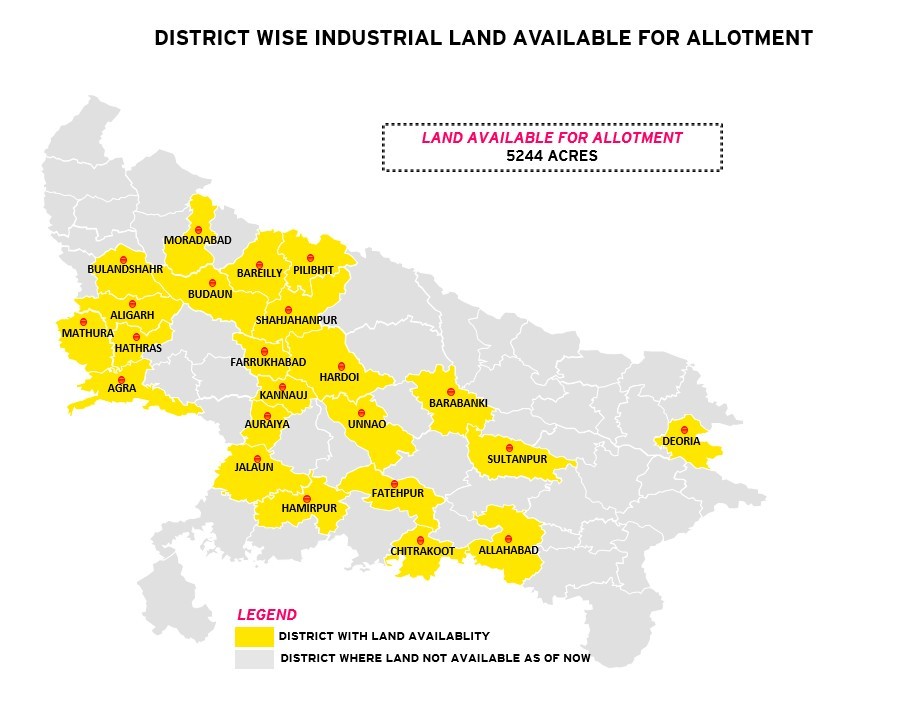 DISTRICT WISE INDUSTRIAL LAND AVAILABLE FOR ALLOTMENT
LAND AVAILABLE FOR ALLOTMENT
5244 ACRES
MORADABAD
BULANDSHAHR
BAREILLY
PILIBHIT
BUDAUN
ALIGARH
SHAHJAHANPUR
MATHURA
HATHRAS
FARRUKHABAD
HARDOI
AGRA
KANNAUJ
BARABANKI
AURAIYA
UNNAO
DEORIA
SULTANPUR
JALAUN
FATEHPUR
HAMIRPUR
CHITRAKOOT
ALLAHABAD
LEGEND
DISTRICT WITH LAND AVAILABLITY
DISTRICT WHERE LAND NOT AVAILABLE AS OF NOW